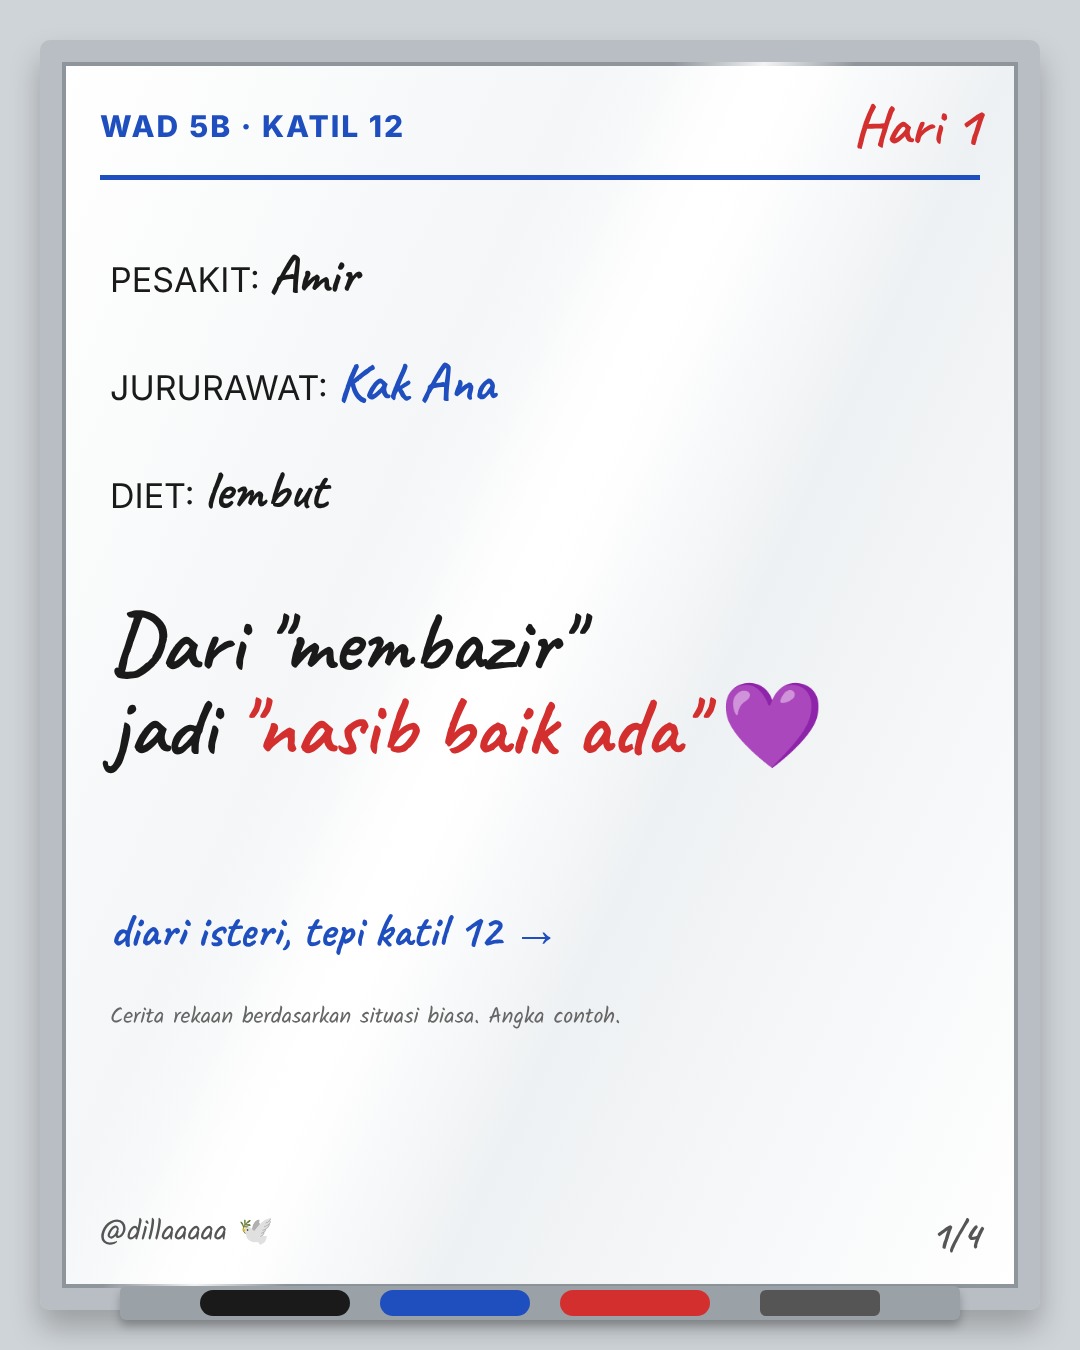 WAD 5B · KATIL 12
Hari 1
PESAKIT: Amir
JURURAWAT: Kak Ana
DIET: lembut
Dari "membazir"
jadi "nasib baik ada"💜
diari isteri, tepi katil 12 →
Cerita rekaan berdasarkan situasi biasa. Angka contoh.
@dillaaaaa 🕊️
1/4